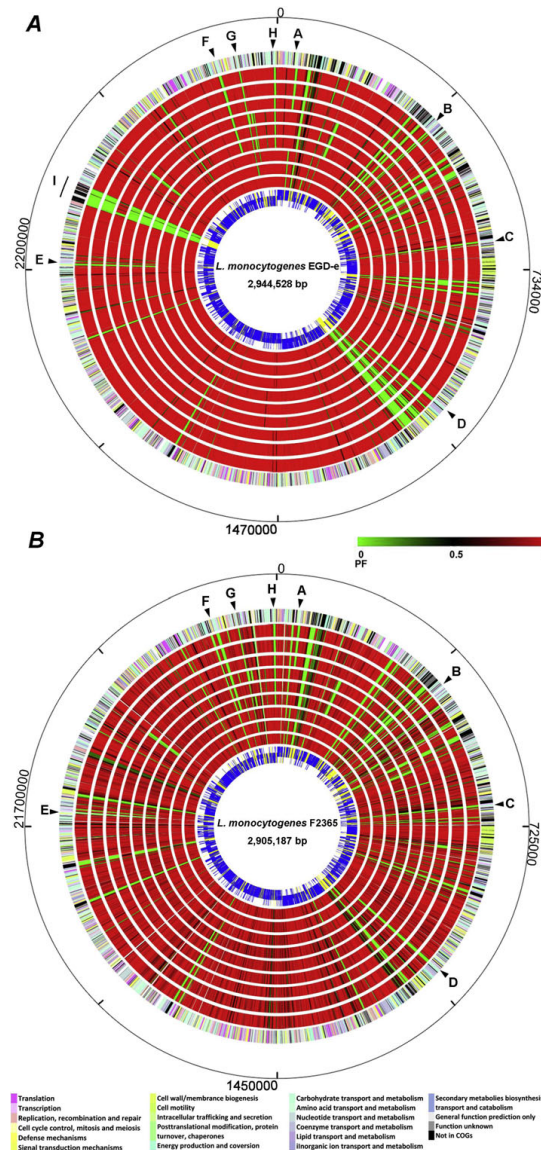 A
0
F
G
H
A
B
I
C
E
2200000
734000
L. monocytogenes EGD-e
2,944,528 bp
D
1470000
0
0.5
PF
B
0
F
G
H
A
B
C
E
21700000
725000
L. monocytogenes F2365
2,905,187 bp
D
1450000
Translation
Transcription
Replication, recombination and repair
Cell cycle control, mitosis and meiosis
Defense mechanisms
Signal transduction mechanisms
Cell wall/membrance biogenesis
Cell motility
Intracellular trafficking and secretion
Posttranslational modification, protein
turnover, chaperones
Energy production and coversion
Carbohydrate transport and metabolism
Amino acid transport and metabolism
Nucleotide transport and metabolism
Coenzyme transport and metabolism
Lipid transport and metabolism
iInorganic ion transport and metabolism
Secondary metabolies biosynthesis
transport and catabolism
General function prediction only
Function unknown
Not in COGs